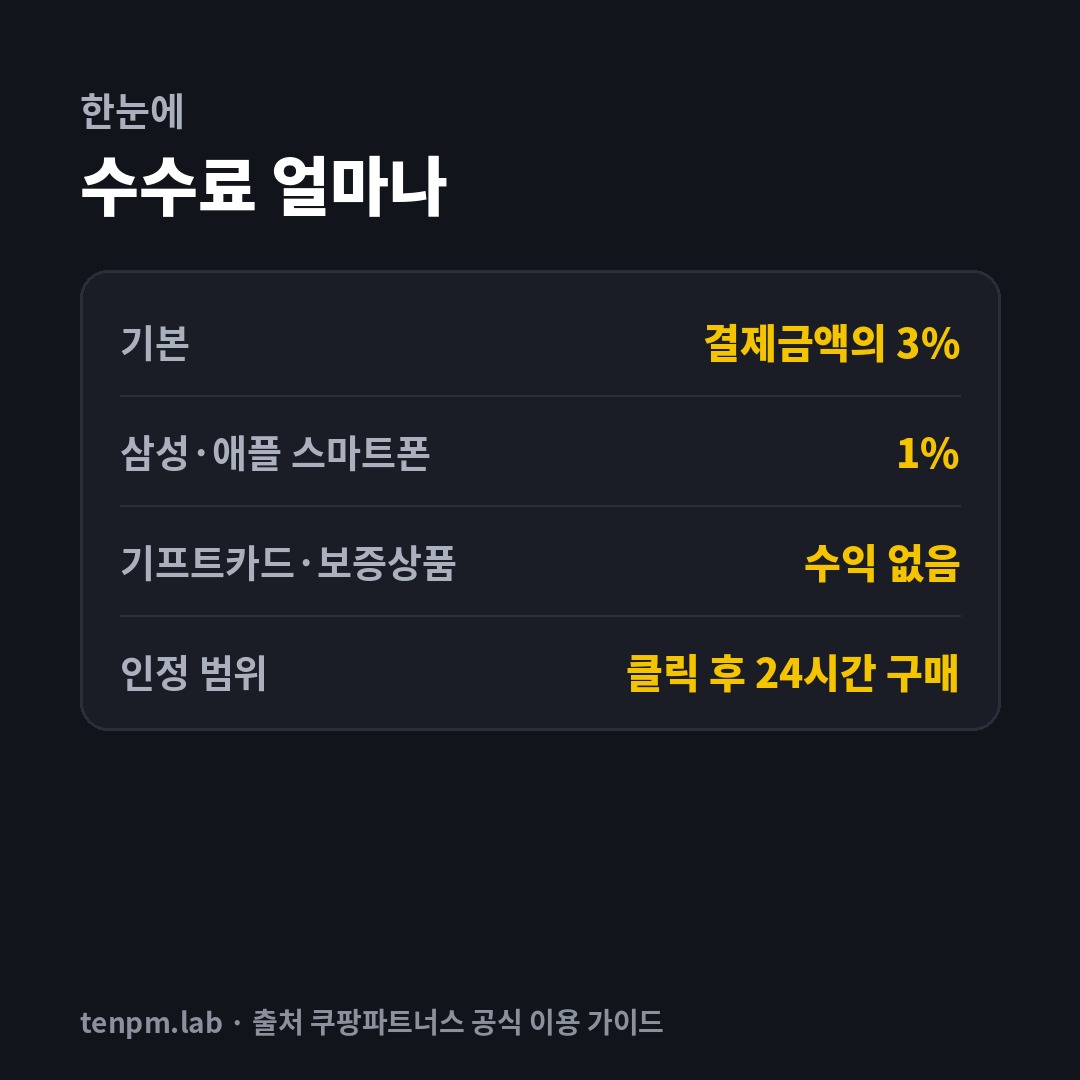 한눈에
수수료 얼마나
기본 결제금액의 3%
삼성·애플 스마트폰 1%
기프트카드·보증상품 수익 없음
인정 범위 클릭 후 24시간 구매
tenpm.lab · 출처 쿠팡파트너스 공식 이용 가이드